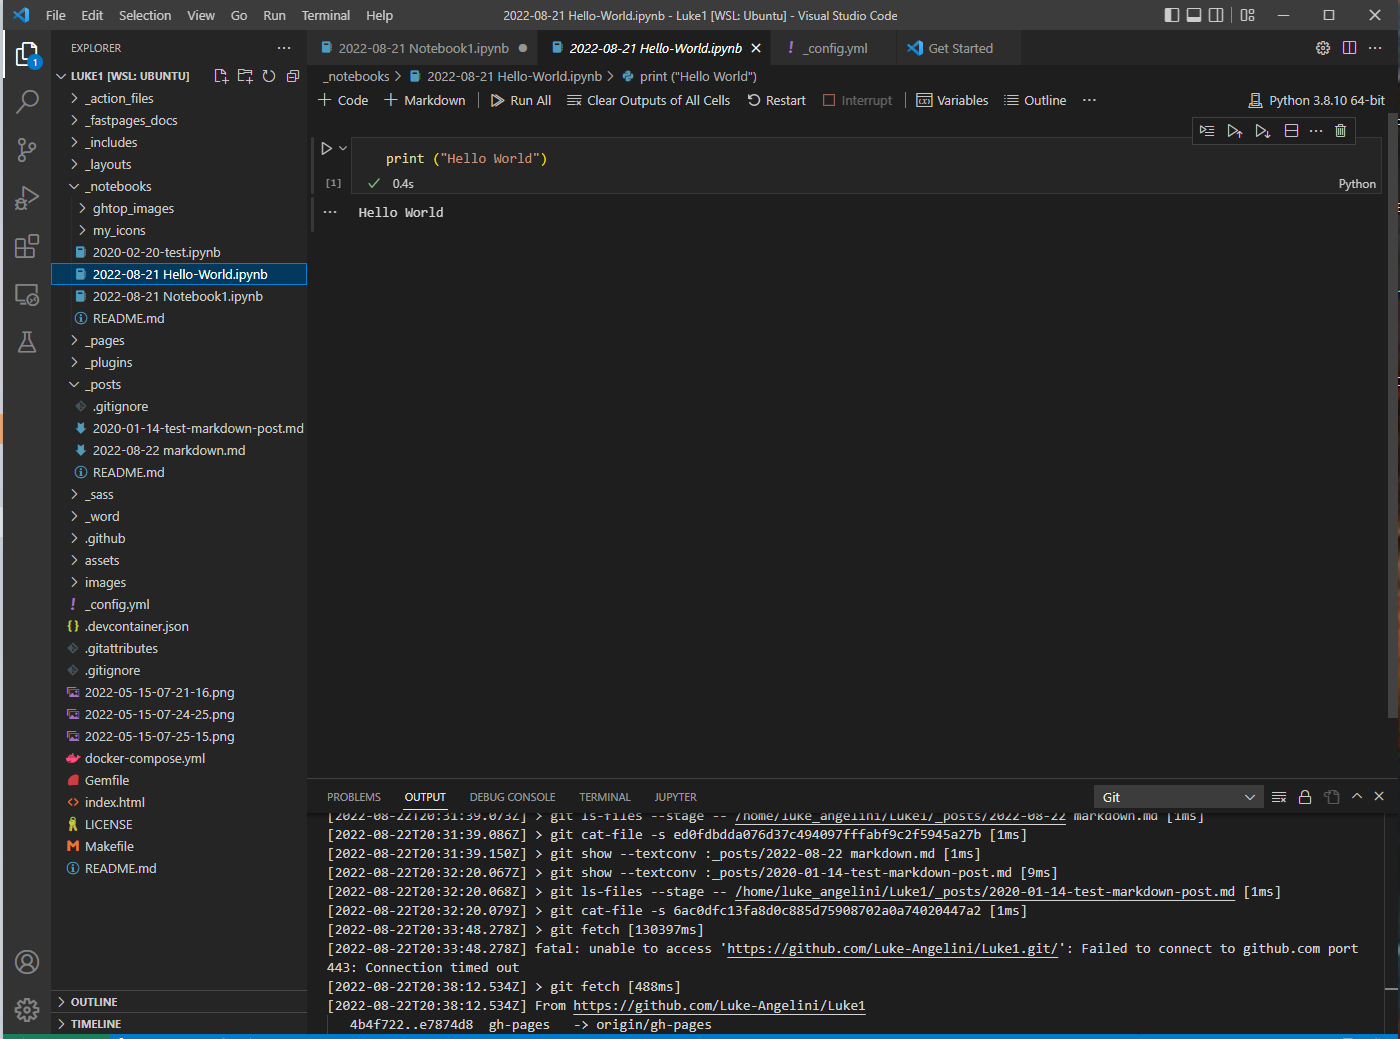 File Edit Selection View Go Run Terminal Help 2022-08-21 Hello-World.ipynb - Luke1 [WSL: Ubuntu] - Visual Studio Code
EXPLORER
2022-08-21 Notebook1.ipynb 2022-08-21 Hello-World.ipynb _config.yml Get Started
1
LUKE1 [WSL: UBUNTU]
_notebooks > 2022-08-21 Hello-World.ipynb > print ("Hello World")
Code Markdown Run All Clear Outputs of All Cells Restart Interrupt Variables Outline Python 3.8.10 64-bit
print ("Hello World")
[1] 0.4s Python
Hello World
_action_files
_fastpages_docs
_includes
_layouts
_notebooks
ghtop_images
my_icons
2020-02-20-test.ipynb
2022-08-21 Hello-World.ipynb
2022-08-21 Notebook1.ipynb
README.md
_pages
_plugins
_posts
.gitignore
2020-01-14-test-markdown-post.md
2022-08-22 markdown.md
README.md
_sass
_word
.github
assets
images
_config.yml
.devcontainer.json
.gitattributes
.gitignore
2022-05-15-07-21-16.png
2022-05-15-07-24-25.png
2022-05-15-07-25-15.png
docker-compose.yml
Gemfile
index.html
LICENSE
Makefile
README.md
OUTLINE
TIMELINE
PROBLEMS OUTPUT DEBUG CONSOLE TERMINAL JUPYTER Git
[2022-08-22T20:31:39.073Z] > git ls-files --stage -- /home/luke_angelini/Luke1/_posts/2022-08-22 markdown.md [1ms]
[2022-08-22T20:31:39.086Z] > git cat-file -s ed0fdbdda076d37c494097fffabf9c2f5945a27b [1ms]
[2022-08-22T20:31:39.150Z] > git show --textconv :_posts/2022-08-22 markdown.md [1ms]
[2022-08-22T20:32:20.067Z] > git show --textconv :_posts/2020-01-14-test-markdown-post.md [9ms]
[2022-08-22T20:32:20.068Z] > git ls-files --stage -- /home/luke_angelini/Luke1/_posts/2020-01-14-test-markdown-post.md [1ms]
[2022-08-22T20:32:20.079Z] > git cat-file -s 6ac0dfc13fa8d0c885d75908702a0a74020447a2 [1ms]
[2022-08-22T20:33:48.278Z] > git fetch [130397ms]
[2022-08-22T20:33:48.278Z] fatal: unable to access 'https://github.com/Luke-Angelini/Luke1.git/': Failed to connect to github.com port
443: Connection timed out
[2022-08-22T20:38:12.534Z] > git fetch [488ms]
[2022-08-22T20:38:12.534Z] From https://github.com/Luke-Angelini/Luke1
4b4f722..e7874d8 gh-pages -> origin/gh-pages